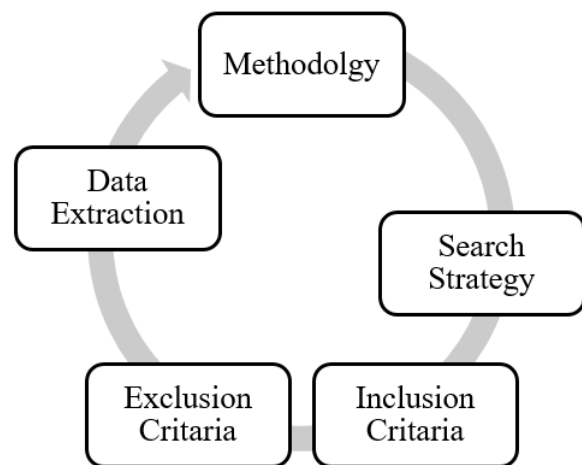 Methodolgy
Search
Strategy
Inclusion
Critaria
Exclusion
Critaria
Data
Extraction